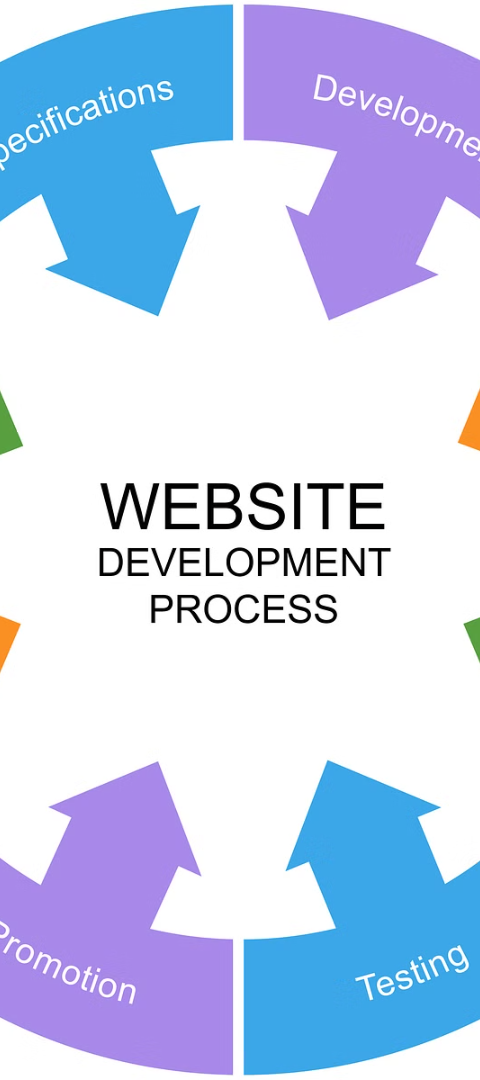 pecifications
Developme
WEBSITE
DEVELOPMENT
PROCESS
Promotion
Testing